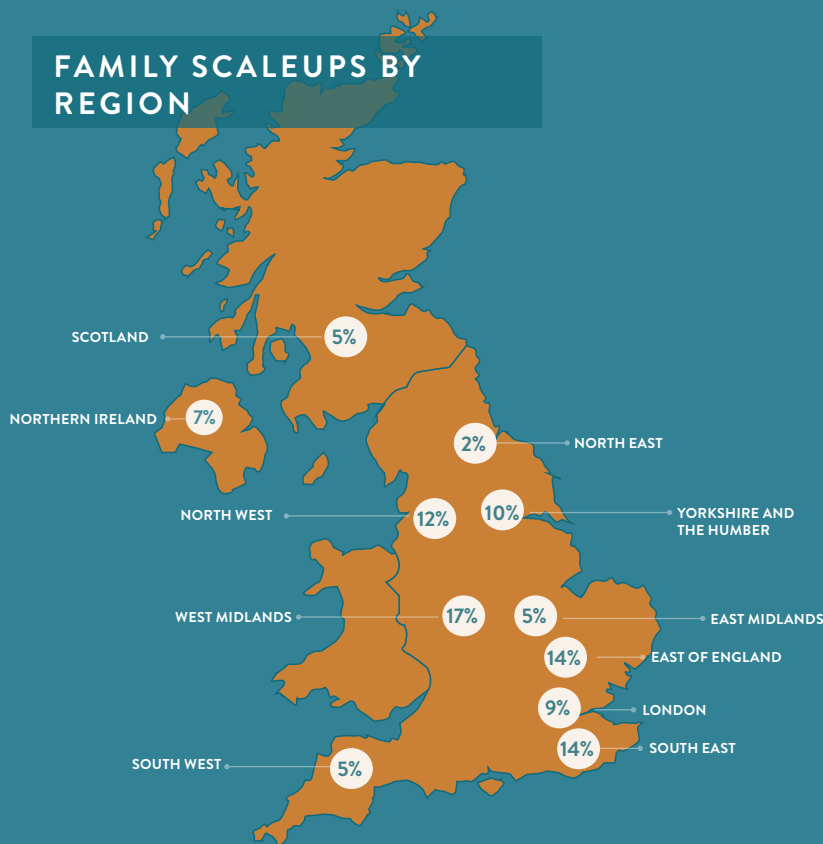 FAMILY SCALEUPS BY
REGION
SCOTLAND
5%
NORTHERN IRELAND
7%
2%
NORTH EAST
NORTH WEST
12%
10%
YORKSHIRE AND
THE HUMBER
WEST MIDLANDS
17%
5%
EAST MIDLANDS
14%
EAST OF ENGLAND
9%
LONDON
14%
SOUTH EAST
SOUTH WEST
5%